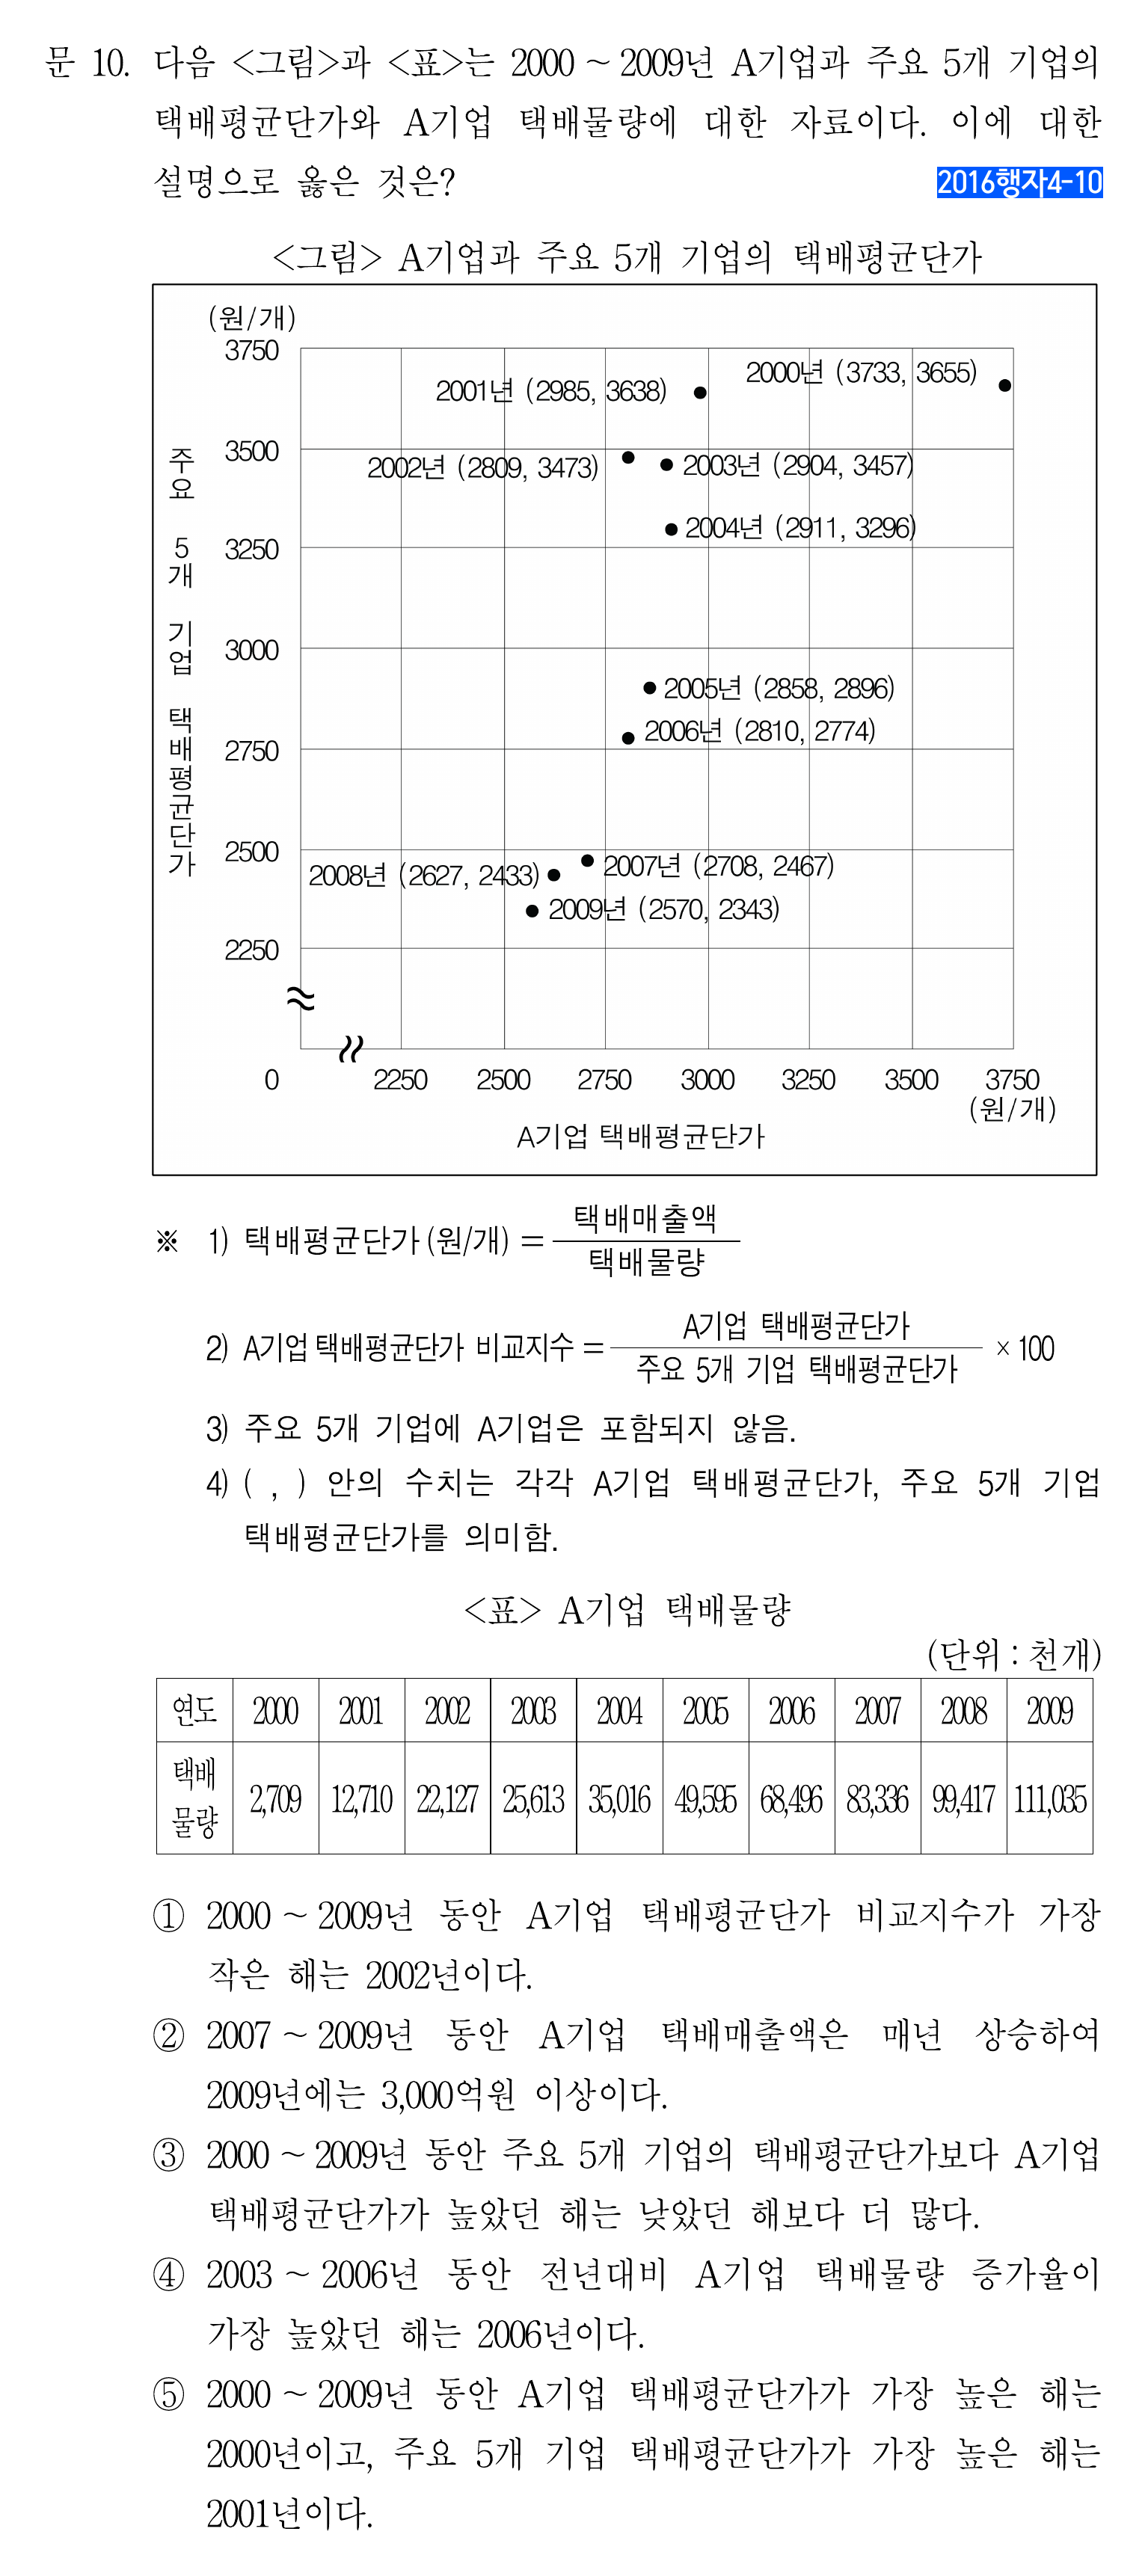 문 10. 다음 <그림>과 <표>는 2000 ~ 2009년 A기업과 주요 5개 기업의
택배평균단가와 A기업 택배물량에 대한 자료이다. 이에 대한
설명으로 옳은 것은?
2016행자4-10
<그림> A기업과 주요 5개 기업의 택배평균단가
(원/개)
3750
2000년 (3733, 3655)
2001년 (2985, 3638)
3500
2002년 (2809, 3473)
2003년 (2904, 3457)
2004년 (2911, 3296)
3250
3000
2005년 (2858, 2896)
2006년 (2810, 2774)
2750
2500
2007년 (2708, 2467)
2008년 (2627, 2433)
2009년 (2570, 2343)
2250
주요 5개 기업 택배평균단가
0 2250 2500 2750 3000 3250 3500 3750
(원/개)
A기업 택배평균단가
※ 1) 택배평균단가(원/개) = 택배매출액
택배물량
2) A기업 택배평균단가 비교지수 = A기업 택배평균단가
주요 5개 기업 택배평균단가 × 100
3) 주요 5개 기업에 A기업은 포함되지 않음.
4) ( , ) 안의 수치는 각각 A기업 택배평균단가, 주요 5개 기업
택배평균단가를 의미함.
<표> A기업 택배물량
(단위 : 천개)
연도 2000 2001 2002 2003 2004 2005 2006 2007 2008 2009
택배
물량 2,709 12,710 22,127 25,613 35,016 49,595 68,496 83,336 99,417 111,035
① 2000 ~ 2009년 동안 A기업 택배평균단가 비교지수가 가장
작은 해는 2002년이다.
② 2007 ~ 2009년 동안 A기업 택배매출액은 매년 상승하여
2009년에는 3,000억원 이상이다.
③ 2000 ~ 2009년 동안 주요 5개 기업의 택배평균단가보다 A기업
택배평균단가가 높았던 해는 낮았던 해보다 더 많다.
④ 2003 ~ 2006년 동안 전년대비 A기업 택배물량 증가율이
가장 높았던 해는 2006년이다.
⑤ 2000 ~ 2009년 동안 A기업 택배평균단가가 가장 높은 해는
2000년이고, 주요 5개 기업 택배평균단가가 가장 높은 해는
2001년이다.